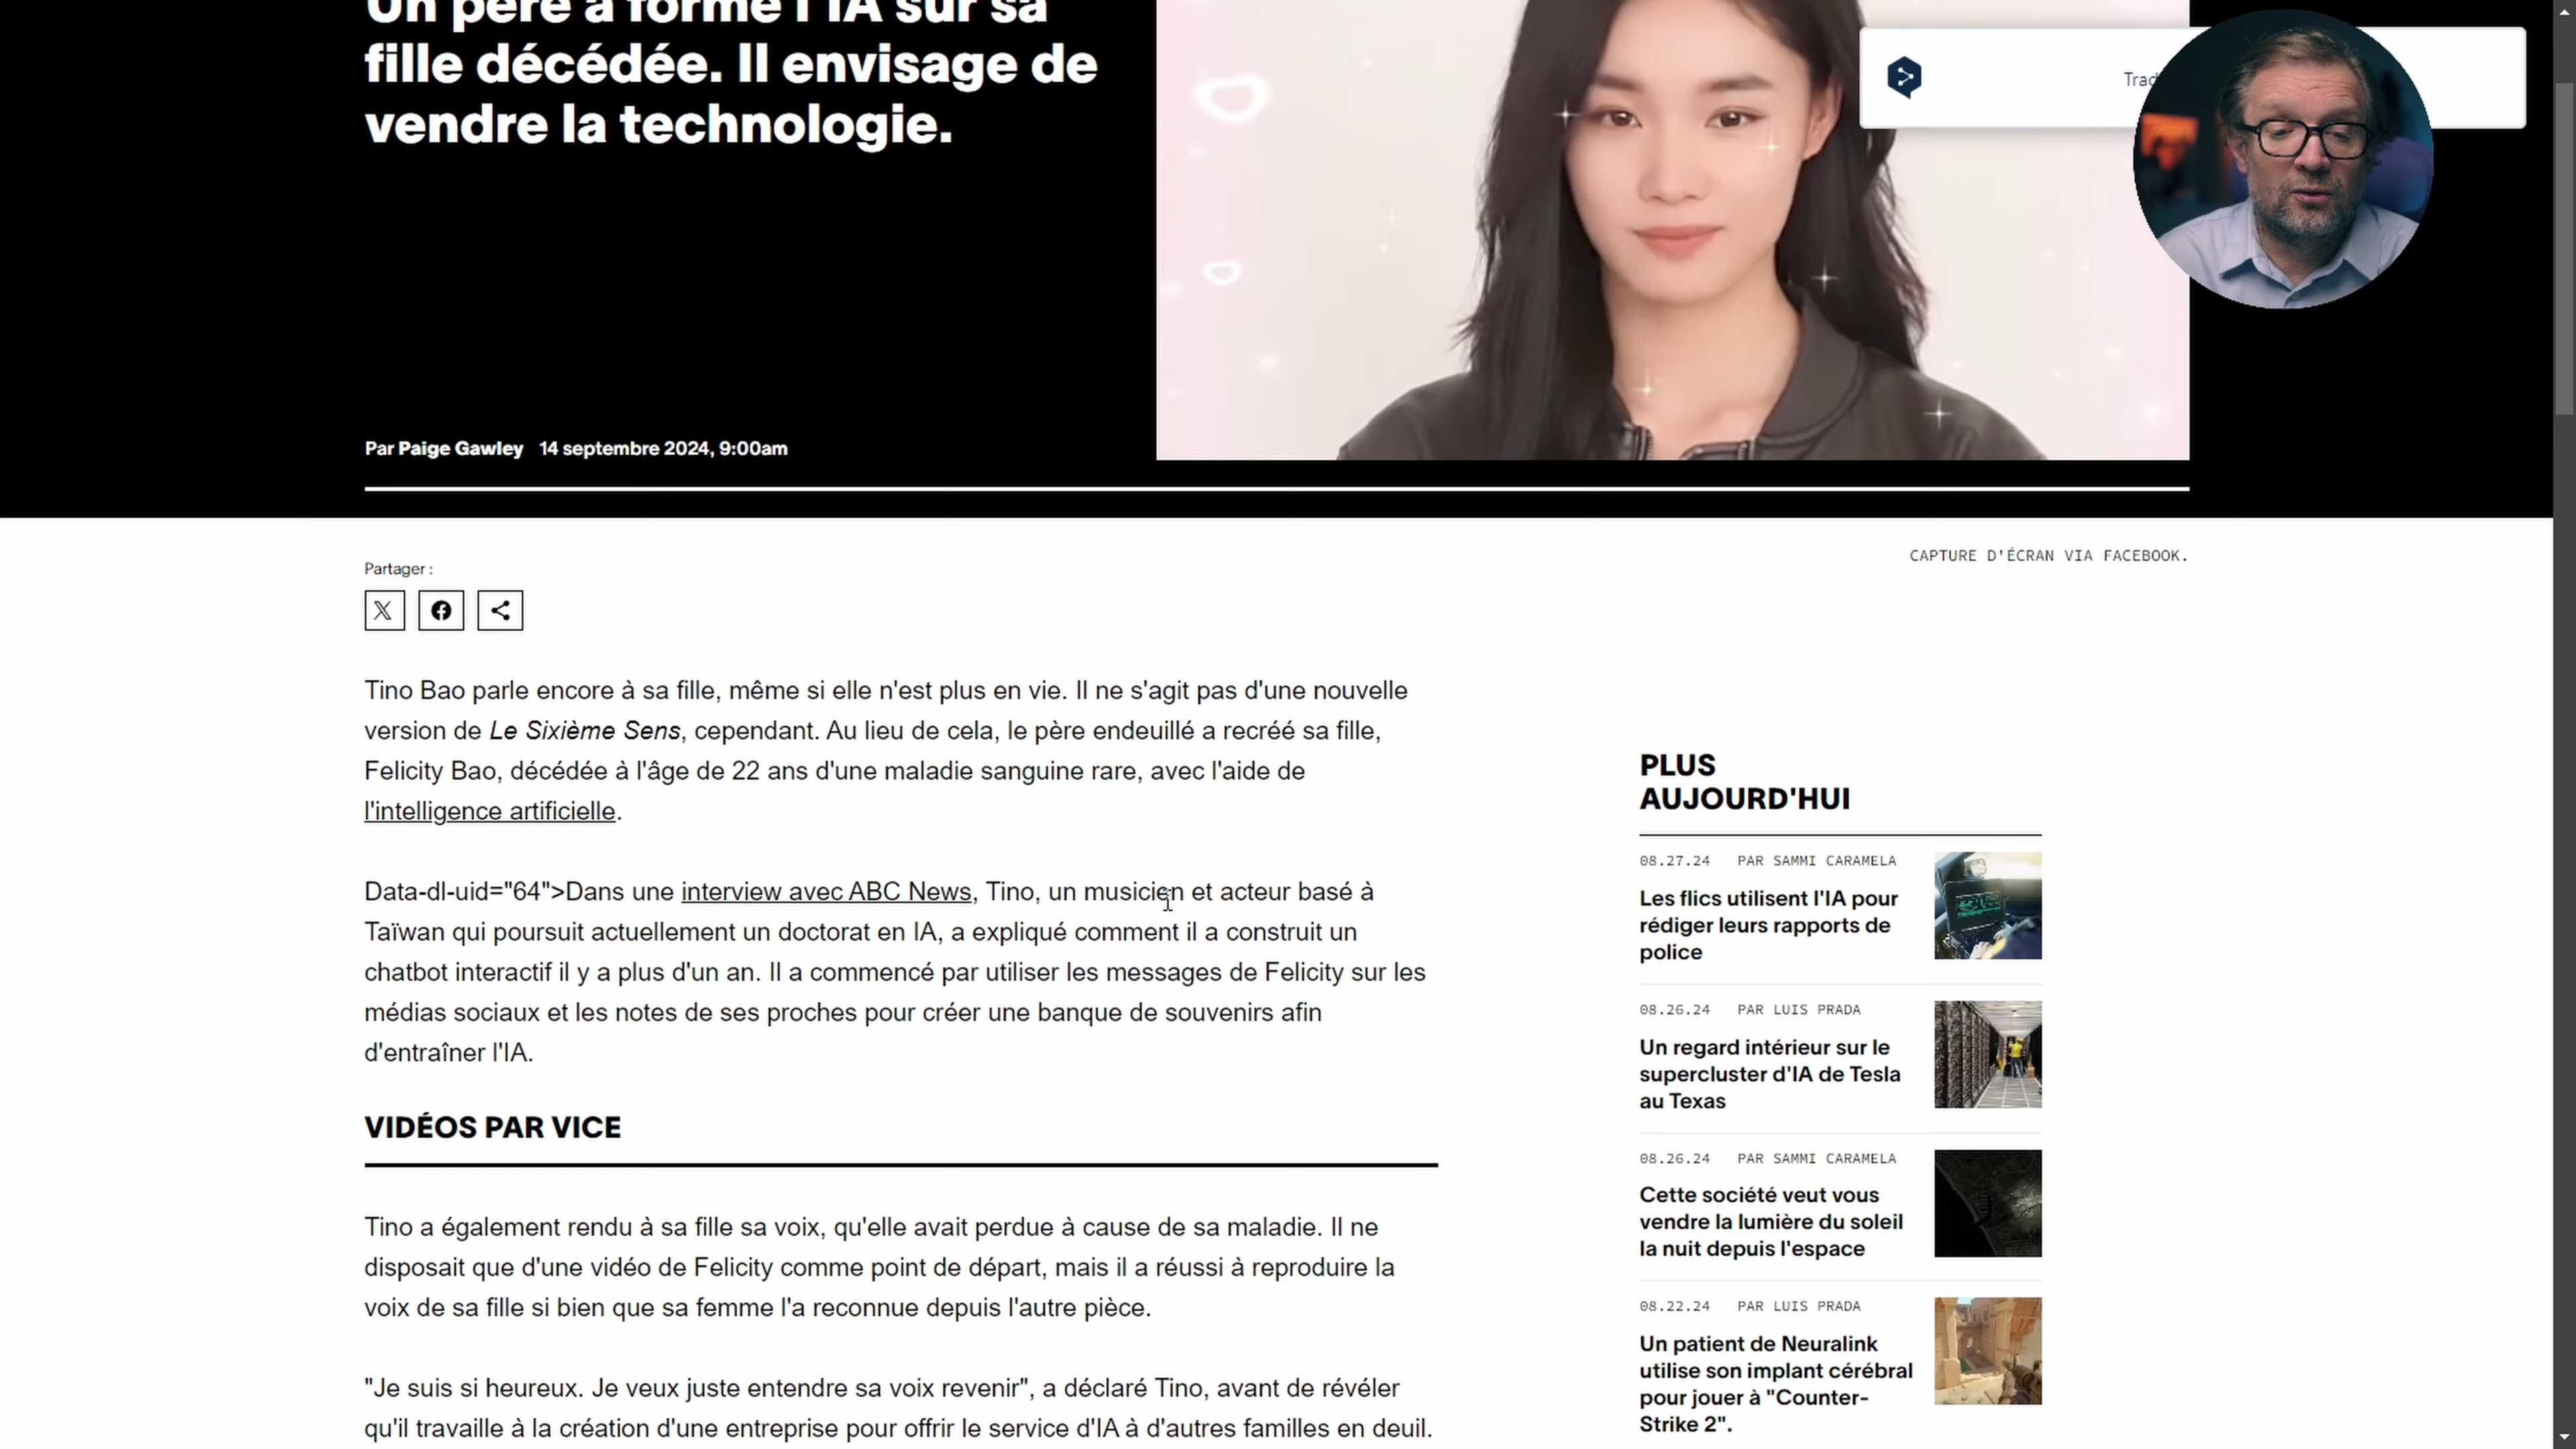 Un père a formé l'IA sur sa
fille décédée. Il envisage de
vendre la technologie.
Par Paige Gawley 14 septembre 2024, 9:00am
CAPTURE D'ÉCRAN VIA FACEBOOK.
Partager :
Tino Bao parle encore à sa fille, même si elle n'est plus en vie. Il ne s'agit pas d'une nouvelle
version de Le Sixième Sens, cependant. Au lieu de cela, le père endeuillé a recréé sa fille,
Felicity Bao, décédée à l'âge de 22 ans d'une maladie sanguine rare, avec l'aide de
l'intelligence artificielle.
Data-dl-uid="64">Dans une interview avec ABC News, Tino, un musicien et acteur basé à
Taïwan qui poursuit actuellement un doctorat en IA, a expliqué comment il a construit un
chatbot interactif il y a plus d'un an. Il a commencé par utiliser les messages de Felicity sur les
médias sociaux et les notes de ses proches pour créer une banque de souvenirs afin
d'entraîner l'IA.
VIDÉOS PAR VICE
Tino a également rendu à sa fille sa voix, qu'elle avait perdue à cause de sa maladie. Il ne
disposait que d'une vidéo de Felicity comme point de départ, mais il a réussi à reproduire la
voix de sa fille si bien que sa femme l'a reconnue depuis l'autre pièce.
"Je suis si heureux. Je veux juste entendre sa voix revenir", a déclaré Tino, avant de révéler
qu'il travaille à la création d'une entreprise pour offrir le service d'IA à d'autres familles en deuil.
PLUS
AUJOURD'HUI
08.27.24 PAR SAMMI CARAMELA
Les flics utilisent l'IA pour
rédiger leurs rapports de
police
08.26.24 PAR LUIS PRADA
Un regard intérieur sur le
supercluster d'IA de Tesla
au Texas
08.26.24 PAR SAMMI CARAMELA
Cette société veut vous
vendre la lumière du soleil
la nuit depuis l'espace
08.22.24 PAR LUIS PRADA
Un patient de Neuralink
utilise son implant cérébral
pour jouer à "Counter-
Strike 2".